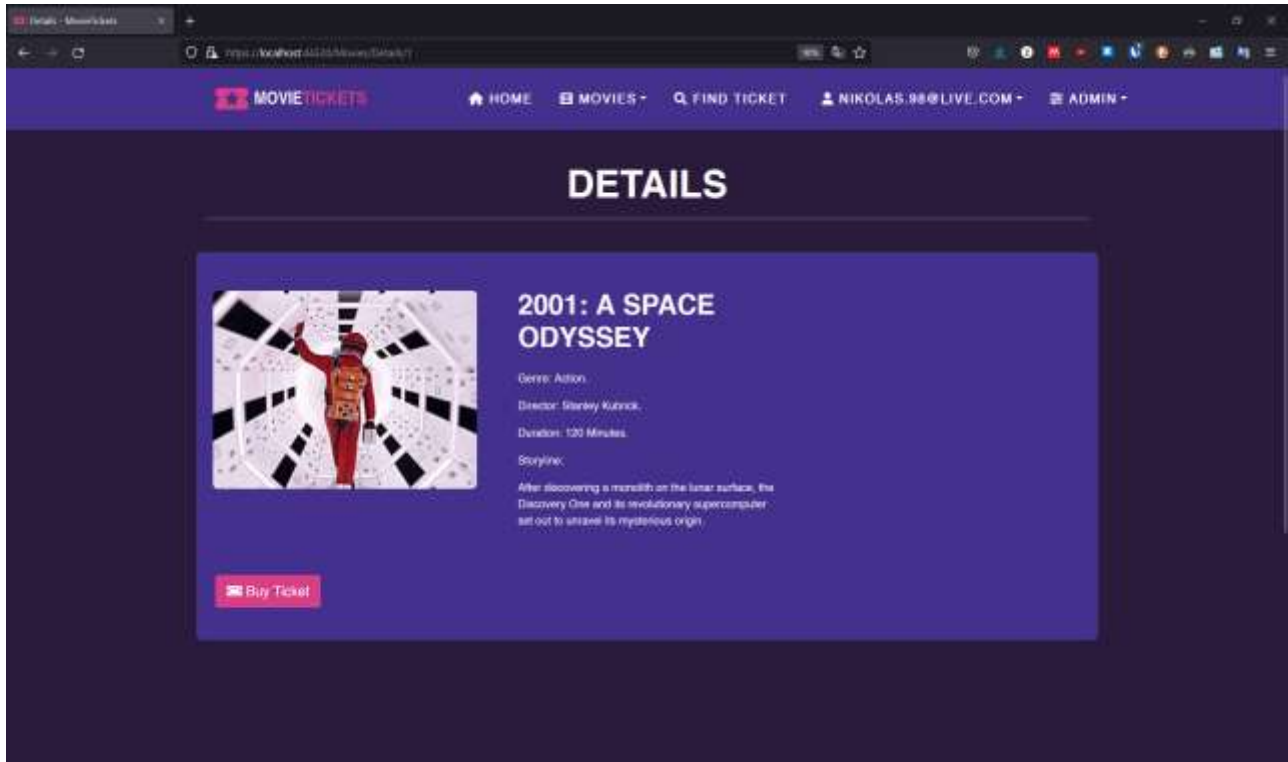 Details - MovieTickets
MOVIETICKETS
HOME
MOVIES
FIND TICKET
NIKOLAS.98@LIVE.COM
ADMIN
DETAILS
2001: A SPACE
ODYSSEY
Genre: Action.
Director: Stanley Kubrick.
Duration: 120 Minutes.
Storyline:
After discovering a monolith on the lunar surface, the
Discovery One and its revolutionary supercomputer
set out to unravel its mysterious origin.
Buy Ticket